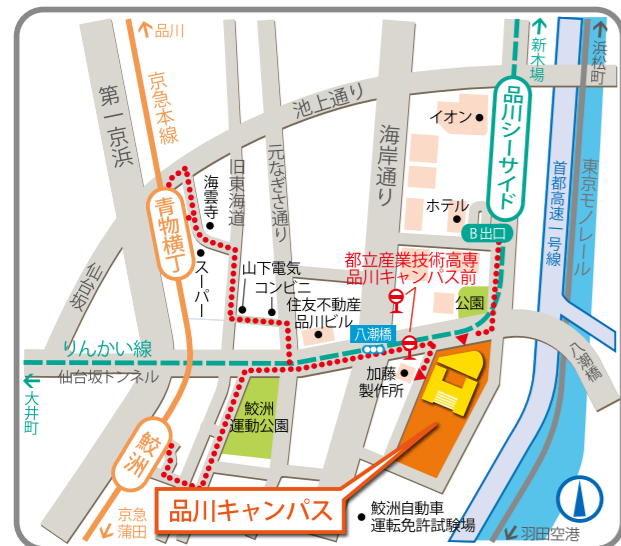 品川
新木場
浜松町
京急本線
第一京浜
池上通り
海岸通り
イオン
品川シーサイド
首都高速一号線
東京モノレール
海雲寺
旧東海道
元なぎさ通り
ホテル
B出口
青物横丁
仙台坂
スーパー
山下電気
コンビニ
住友不動産
品川ビル
都立産業技術高専
品川キャンパス前
公園
八潮橋
りんかい線
仙台坂トンネル
大井町
加藤
製作所
八潮橋
鮫洲
運動公園
鮫洲
品川キャンパス
京急
蒲田
鮫洲自動車
運転免許試験場
羽田空港